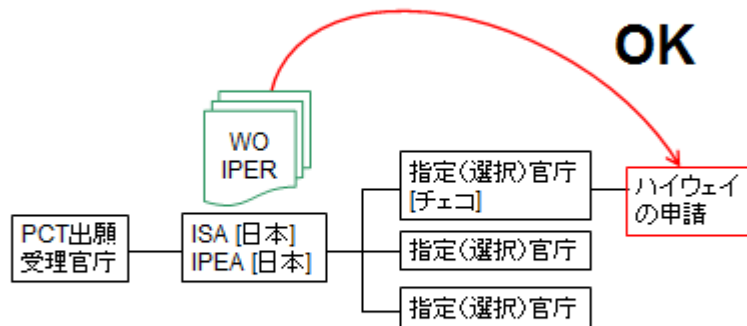 OK
WO
IPER
指定(選択)官庁
[チェコ]
ハイウェイ
の申請
PCT出願
受理官庁
ISA [日本]
IPEA [日本]
指定(選択)官庁
指定(選択)官庁